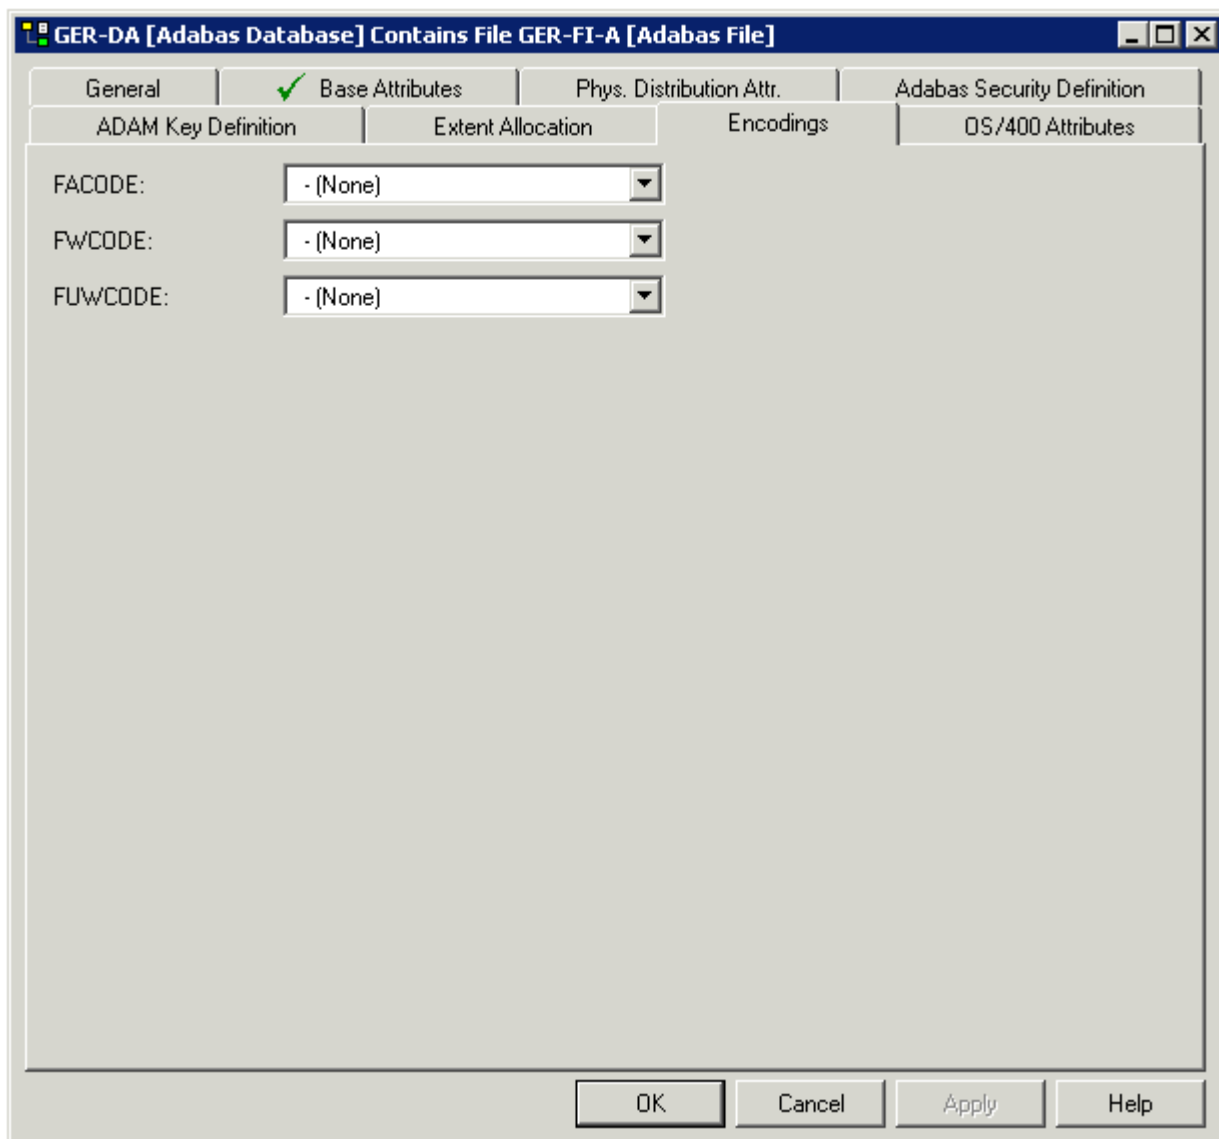 GER-DA [Adabas Database] Contains File GER-FI-A [Adabas File]
General Base Attributes Phys. Distribution Attr. Adabas Security Definition
ADAM Key Definition Extent Allocation Encodings OS/400 Attributes
FACODE: - (None)
FWCODE: - (None)
FUWCODE: - (None)
OK Cancel Apply Help